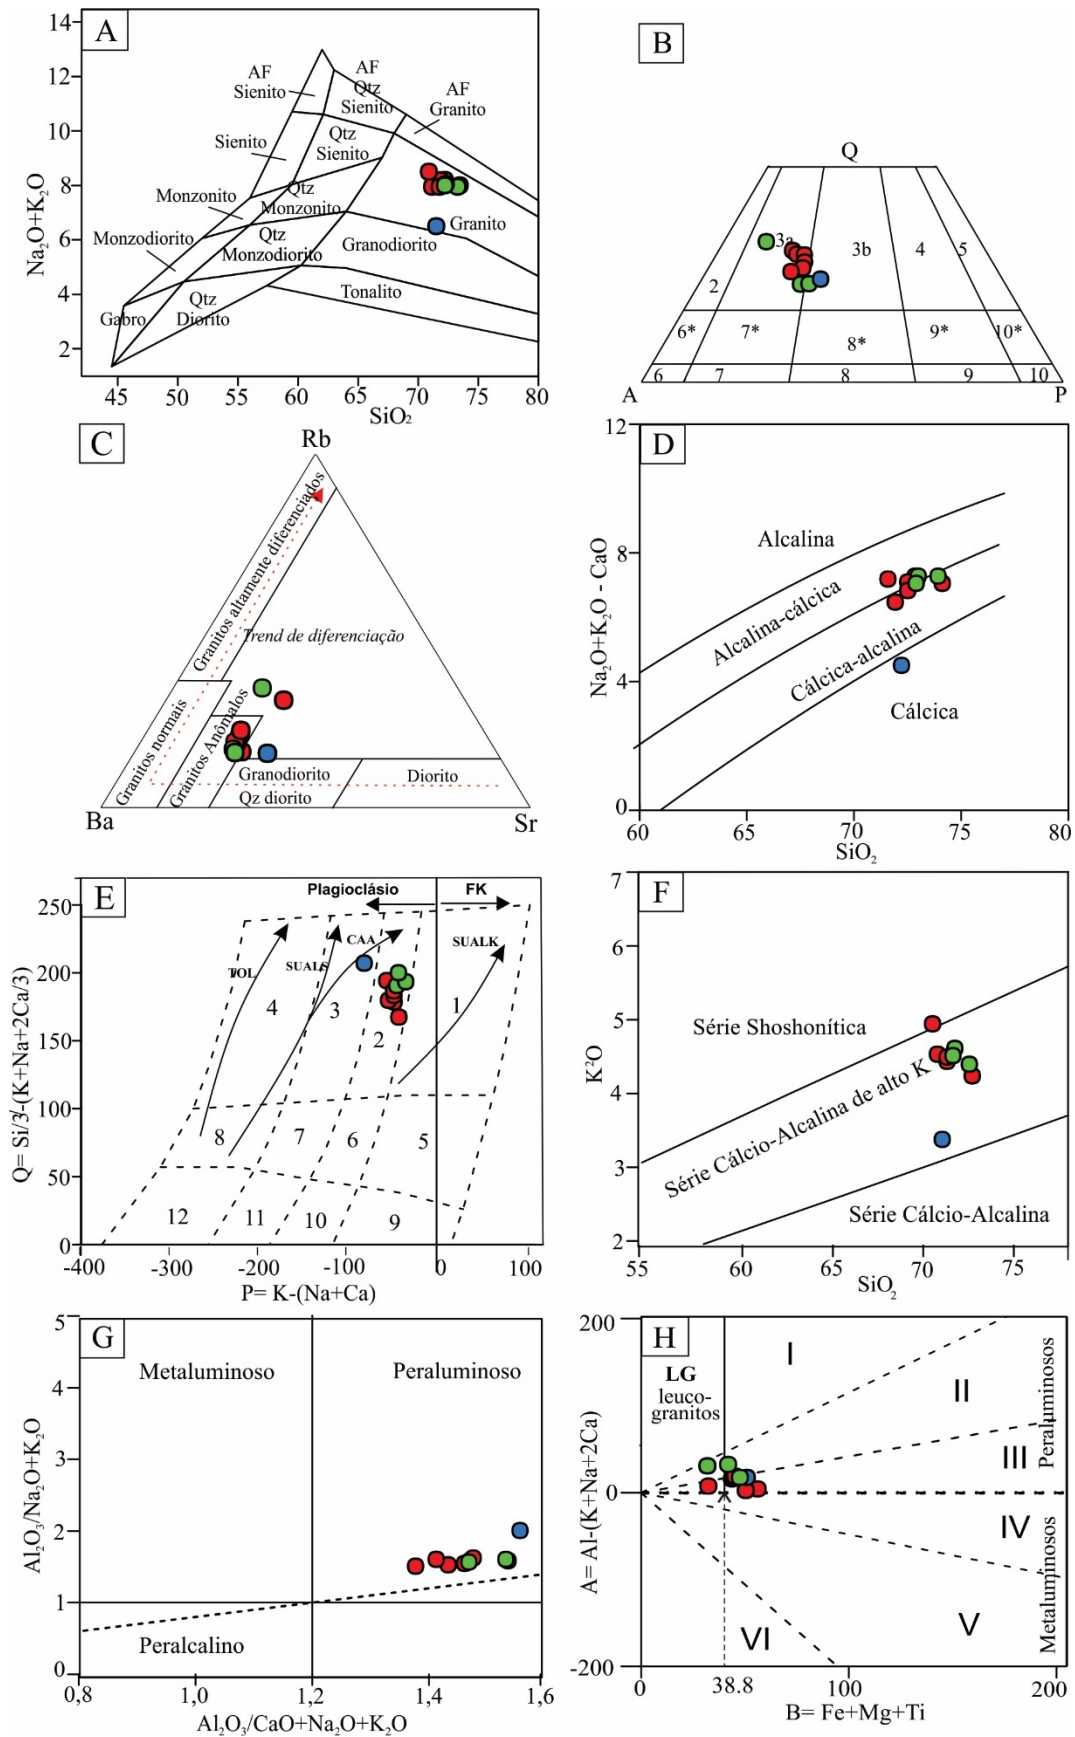 A
14
12
10
8
6
4
2
Na₂O+K₂O
AF
Sienito
AF
Qtz
Sienito
AF
Granito
Sienito
Qtz
Sienito
Monzonito
Qtz
Monzonito
Monzodiorito
Qtz
Monzodiorito
Granodiorito
Granito
Gabro
Qtz
Diorito
Tonalito
45 50 55 60 65 70 75 80
SiO₂
B
Q
3a
3b
4
5
2
6*
7*
8*
9*
10*
6
7
8
9
10
A
P
C
Rb
Granitos altamente diferenciados
Trend de diferenciação
Granitos normais
Granitos Anômalos
Granodiorito
Qz diorito
Diorito
Ba
Sr
D
12
8
4
0
Na₂O+K₂O - CaO
Alcalina
Alcalina-cálcica
Cálcica-alcalina
Cálcica
60 65 70 75 80
SiO₂
E
Plagioclásio
FK
250
200
150
100
50
0
Q= Si/3-(K+Na+2Ca/3)
TOL
SUALS
CAA
SUALK
4
3
2
1
8
7
6
5
12
11
10
9
-400 -300 -200 -100 0 100
P= K-(Na+Ca)
F
7
6
5
4
3
2
K²O
Série Shoshonítica
Série Cálcio-Alcalina de alto K
Série Cálcio-Alcalina
55 60 65 70 75
SiO₂
G
5
4
3
2
1
0
Al₂O₃/Na₂O+K₂O
Metaluminoso
Peraluminoso
Peralcalino
0,8 1,0 1,2 1,4 1,6
Al₂O₃/CaO+Na₂O+K₂O
H
200
0
-200
A= Al-(K+Na+2Ca)
LG
leuco-
granitos
I
II
III
IV
V
VI
Peraluminosos
Metaluminosos
0 38.8 100 200
B= Fe+Mg+Ti